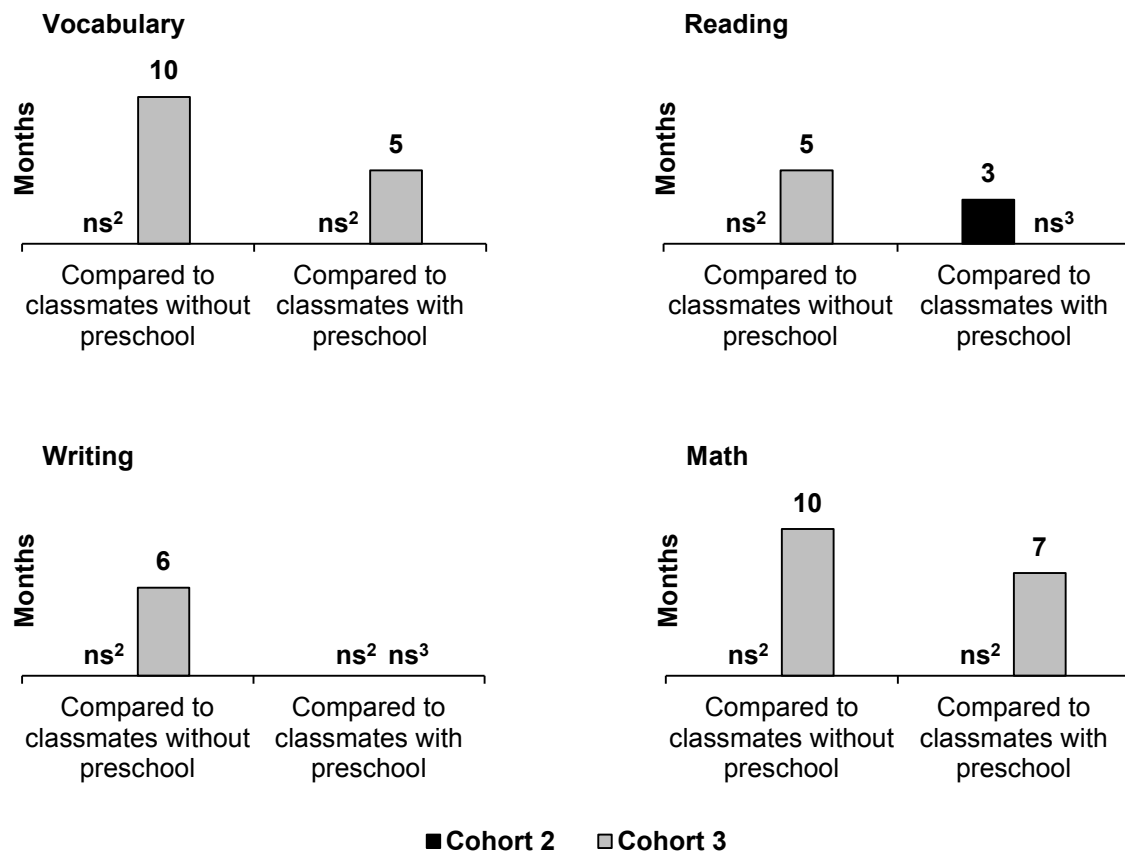 Vocabulary
10
5
Months
ns²
ns²
Compared to
classmates without
preschool
Compared to
classmates with
preschool
Reading
5
3
Months
ns²
ns³
Compared to
classmates without
preschool
Compared to
classmates with
preschool
Writing
6
Months
ns²
ns² ns³
Compared to
classmates without
preschool
Compared to
classmates with
preschool
Math
10
7
Months
ns²
ns²
Compared to
classmates without
preschool
Compared to
classmates with
preschool
Cohort 2 Cohort 3